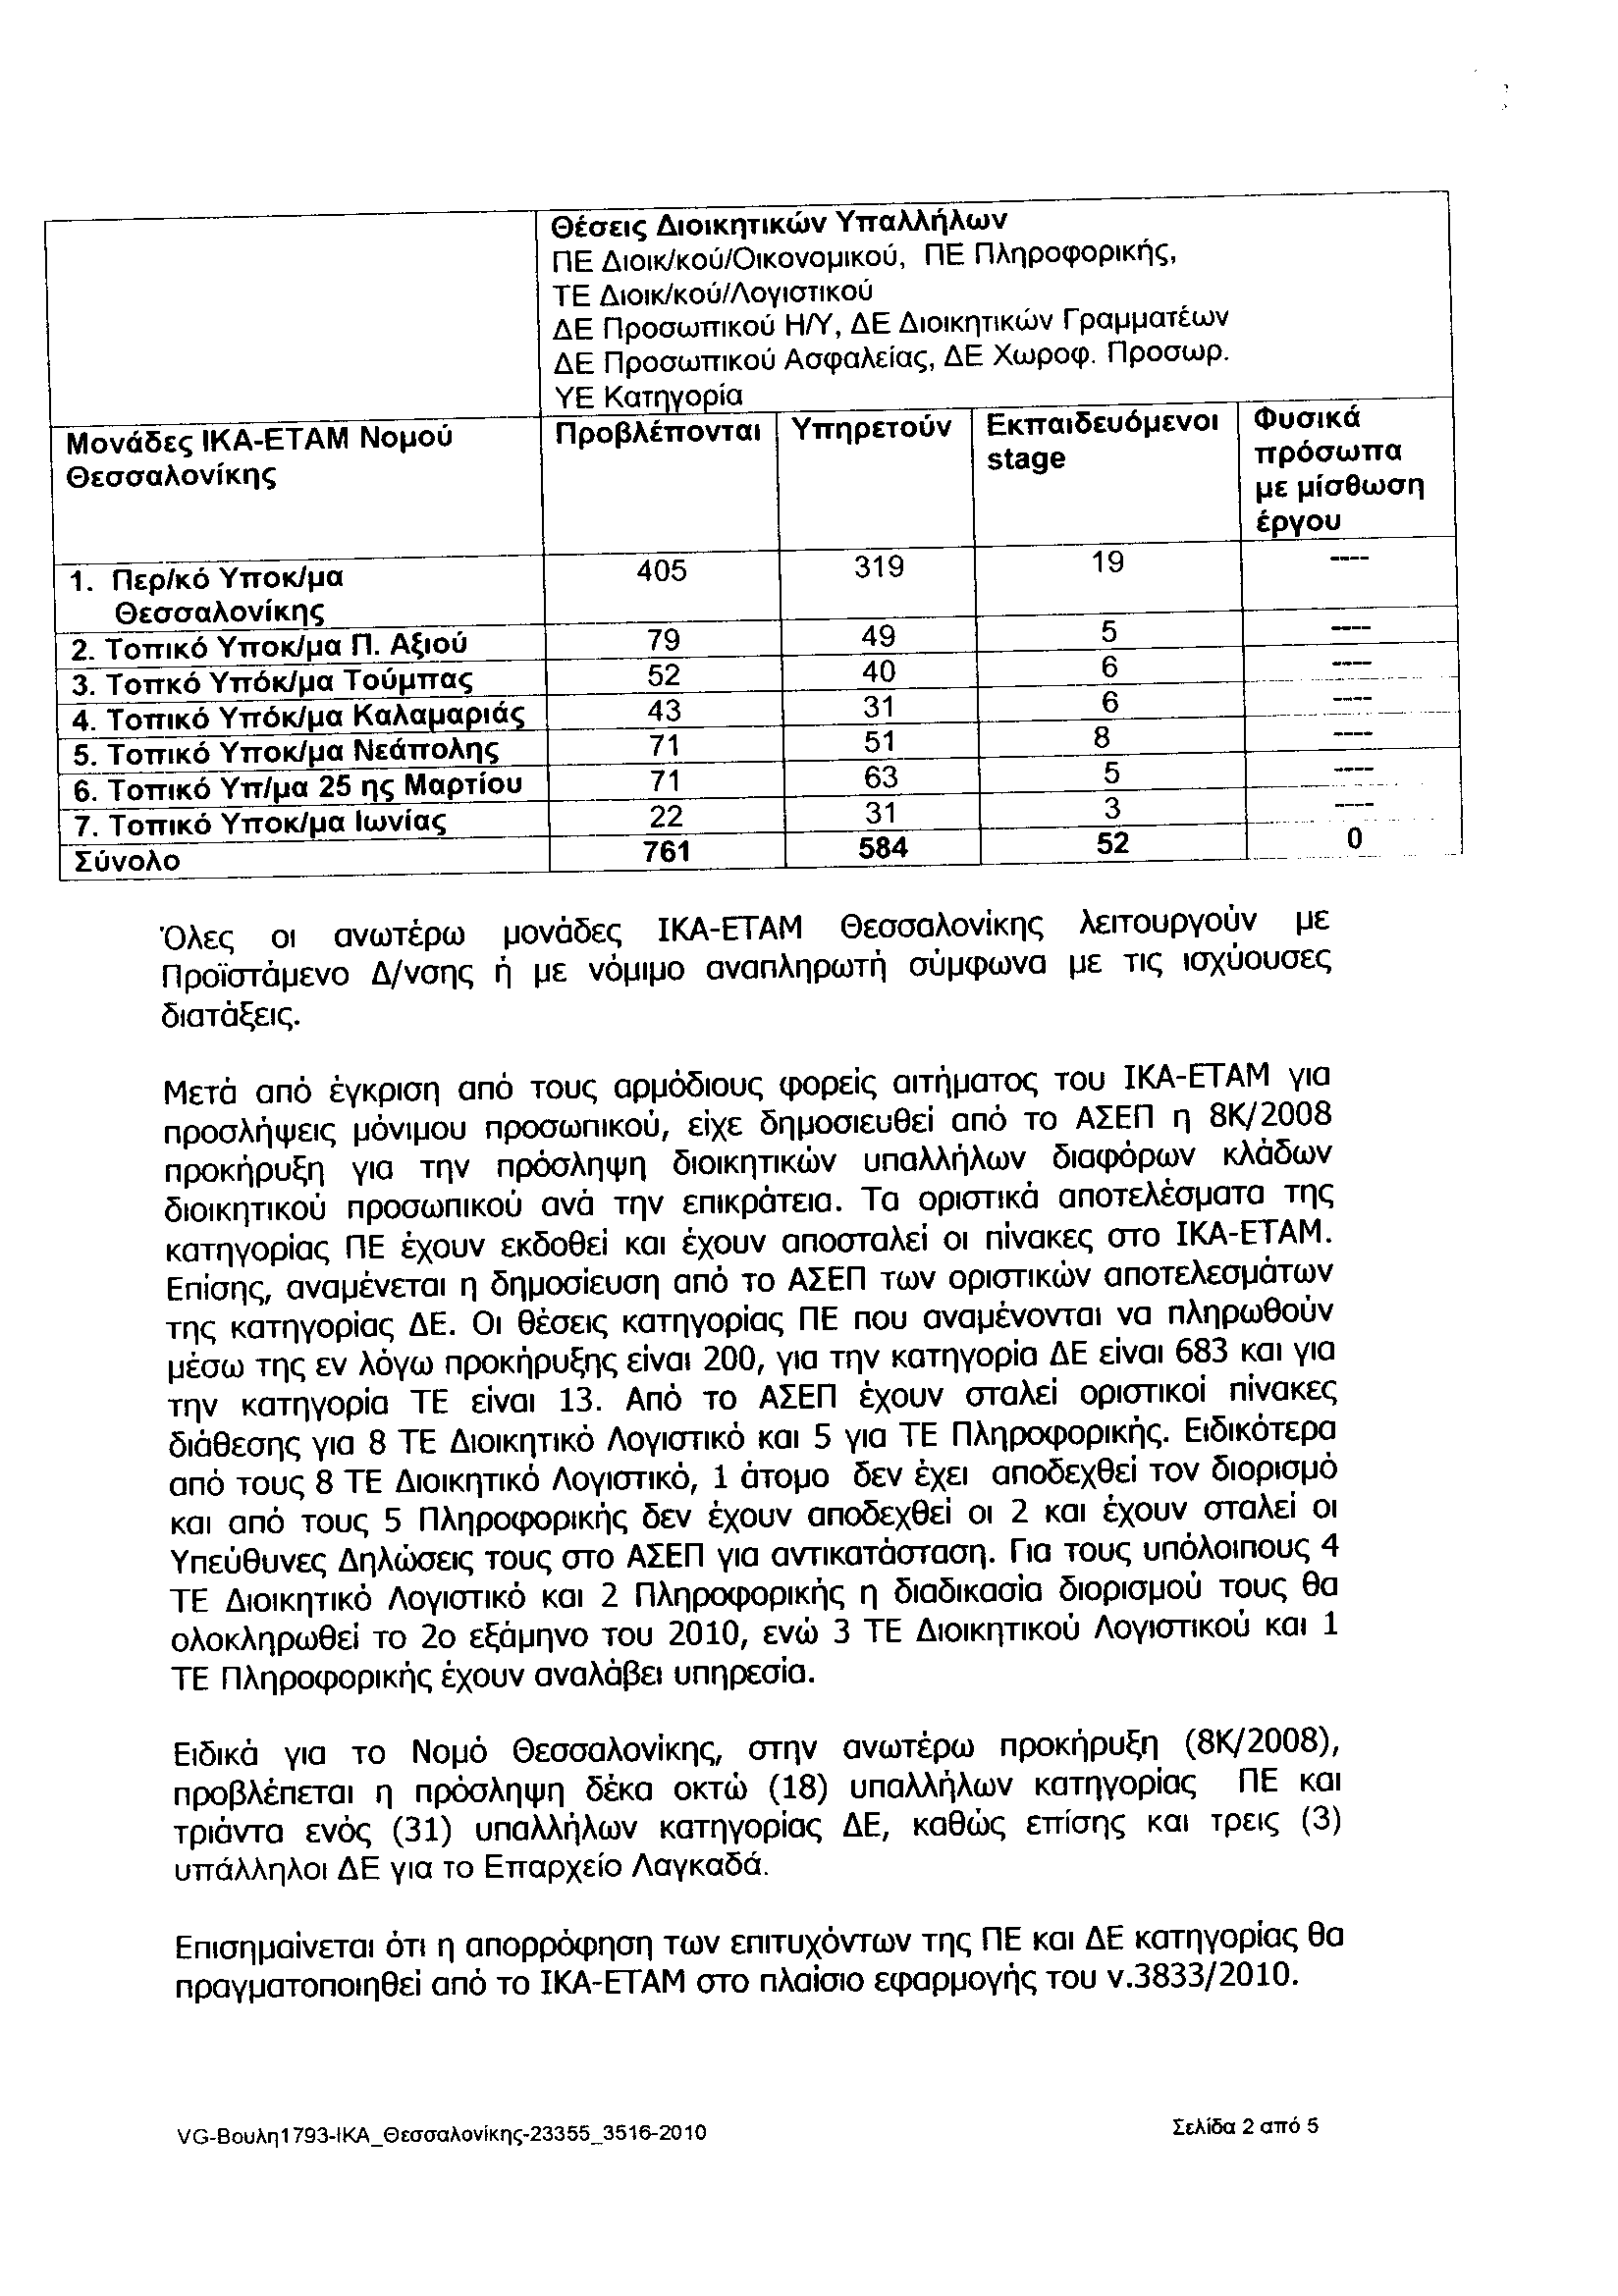 Θέσεις Διοικητικών Υπαλλήλων
ΠΕ Διοικ/κού/Οικονομικού, ΠΕ Πληροφορικής,
ΤΕ Διοικ/κού/Λογιστικού
ΔΕ Προσωπικού Η/Υ, ΔΕ Διοικητικών Γραμματέων
ΔΕ Προσωπικού Ασφαλείας, ΔΕ Χωροφ. Προσωρ.
ΥΕ Κατηγορία
Μονάδες ΙΚΑ-ΕΤΑΜ Νομού Θεσσαλονίκης Προβλέπονται Υπηρετούν Εκπαιδευόμενοι stage Φυσικά πρόσωπα με μίσθωση έργου
1. Περ/κό Υποκ/μα Θεσσαλονίκης 405 319 19 ----
2. Τοπικό Υποκ/μα Π. Αξιού 79 49 5 ----
3. Τοπκό Υπόκ/μα Τούμπας 52 40 6 ----
4. Τοπικό Υπόκ/μα Καλαμαριάς 43 31 6 ----
5. Τοπικό Υποκ/μα Νεάπολης 71 51 8 ----
6. Τοπικό Υπ/μα 25 ης Μαρτίου 71 63 5 ----
7. Τοπικό Υποκ/μα Ιωνίας 22 31 3 ----
Σύνολο 761 584 52 0
Όλες οι ανωτέρω μονάδες ΙΚΑ-ΕΤΑΜ Θεσσαλονίκης λειτουργούν με
Προϊστάμενο Δ/νσης ή με νόμιμο αναπληρωτή σύμφωνα με τις ισχύουσες
διατάξεις.
Μετά από έγκριση από τους αρμόδιους φορείς αιτήματος του ΙΚΑ-ΕΤΑΜ για
προσλήψεις μόνιμου προσωπικού, είχε δημοσιευθεί από το ΑΣΕΠ η 8Κ/2008
προκήρυξη για την πρόσληψη διοικητικών υπαλλήλων διαφόρων κλάδων
διοικητικού προσωπικού ανά την επικράτεια. Τα οριστικά αποτελέσματα της
κατηγορίας ΠΕ έχουν εκδοθεί και έχουν αποσταλεί οι πίνακες στο ΙΚΑ-ΕΤΑΜ.
Επίσης, αναμένεται η δημοσίευση από το ΑΣΕΠ των οριστικών αποτελεσμάτων
της κατηγορίας ΔΕ. Οι θέσεις κατηγορίας ΠΕ που αναμένονται να πληρωθούν
μέσω της εν λόγω προκήρυξης είναι 200, για την κατηγορία ΔΕ είναι 683 και για
την κατηγορία ΤΕ είναι 13. Από το ΑΣΕΠ έχουν σταλεί οριστικοί πίνακες
διάθεσης για 8 ΤΕ Διοικητικό Λογιστικό και 5 για ΤΕ Πληροφορικής. Ειδικότερα
από τους 8 ΤΕ Διοικητικό Λογιστικό, 1 άτομο δεν έχει αποδεχθεί τον διορισμό
και από τους 5 Πληροφορικής δεν έχουν αποδεχθεί οι 2 και έχουν σταλεί οι
Υπεύθυνες Δηλώσεις τους στο ΑΣΕΠ για αντικατάσταση. Για τους υπόλοιπους 4
ΤΕ Διοικητικό Λογιστικό και 2 Πληροφορικής η διαδικασία διορισμού τους θα
ολοκληρωθεί το 2ο εξάμηνο του 2010, ενώ 3 ΤΕ Διοικητικού Λογιστικού και 1
ΤΕ Πληροφορικής έχουν αναλάβει υπηρεσία.
Ειδικά για το Νομό Θεσσαλονίκης, στην ανωτέρω προκήρυξη (8Κ/2008),
προβλέπεται η πρόσληψη δέκα οκτώ (18) υπαλλήλων κατηγορίας ΠΕ και
τριάντα ενός (31) υπαλλήλων κατηγορίας ΔΕ, καθώς επίσης και τρεις (3)
υπάλληλοι ΔΕ για το Επαρχείο Λαγκαδά.
Επισημαίνεται ότι η απορρόφηση των επιτυχόντων της ΠΕ και ΔΕ κατηγορίας θα
πραγματοποιηθεί από το ΙΚΑ-ΕΤΑΜ στο πλαίσιο εφαρμογής του ν.3833/2010.
VG-Βουλη1793-ΙΚΑ_Θεσσαλονίκης-23355_3516-2010 Σελίδα 2 από 5